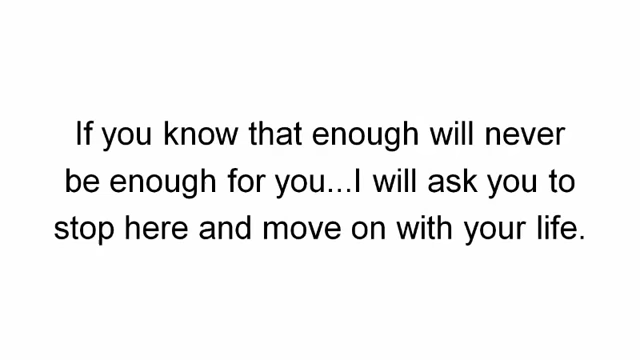 If you know that enough will never
be enough for you...I will ask you to
stop here and move on with your life.